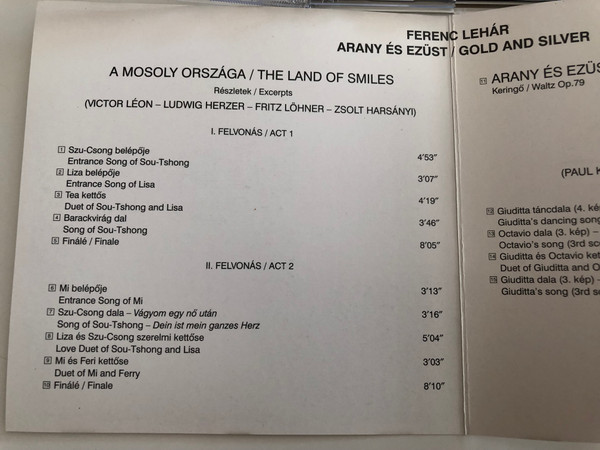 FERENC LEHÁR
ARANY ÉS EZÜST / GOLD AND SILVER
A MOSOLY ORSZÁGA / THE LAND OF SMILES
Részletek / Excerpts
(VICTOR LÉON – LUDWIG HERZER – FRITZ LÖHNER – ZSOLT HARSÁNYI)
I. FELVONÁS / ACT 1
1 Szu-Csong belépője
Entrance Song of Sou-Tshong 4’53”
2 Liza belépője
Entrance Song of Lisa 3’07”
3 Tea kettős
Duet of Sou-Tshong and Lisa 4’19”
4 Barackvirág dal
Song of Sou-Tshong 3’46”
5 Finálé / Finale 8’05”
II. FELVONÁS / ACT 2
6 Mi belépője 3’13”
Entrance Song of Mi
7 Szu-Csong dala – Vágyom egy nő után 3’16”
Song of Sou-Tshong – Dein ist mein ganzes Herz
8 Liza és Szu-Csong szerelmi kettőse 5’04”
Love Duet of Sou-Tshong and Lisa
9 Mi és Feri kettőse 3’03”
Duet of Mi and Ferry
10 Finálé / Finale 8’10”
11 ARANY ÉS EZÜS
Keringő / Waltz Op.79
(PAUL K
12 Giuditta táncdala (4. ké
Giuditta’s dancing song
13 Octavio dala (3. kép) –
Octavio’s song (3rd sc
14 Giuditta és Octavio ket
Duet of Giuditta and O
15 Giuditta dala (3. kép) -
Giuditta’s song (3rd s